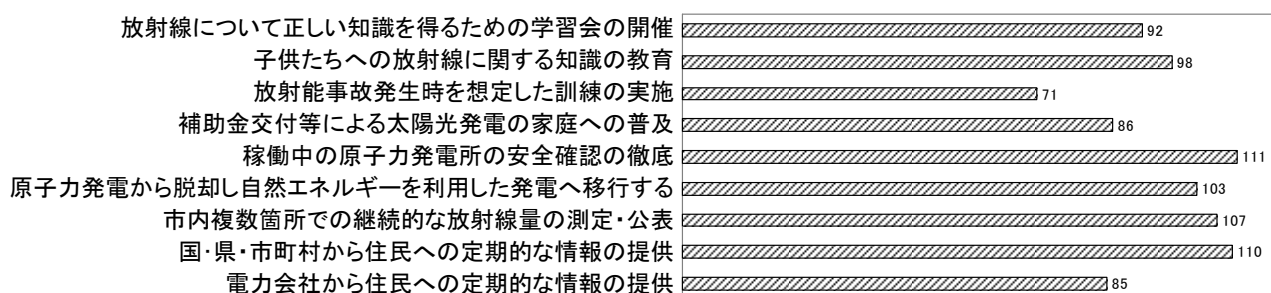 放射線について正しい知識を得るための学習会の開催 92
子供たちへの放射線に関する知識の教育 98
放射能事故発生時を想定した訓練の実施 71
補助金交付等による太陽光発電の家庭への普及 86
稼働中の原子力発電所の安全確認の徹底 111
原子力発電から脱却し自然エネルギーを利用した発電へ移行する 103
市内複数箇所での継続的な放射線量の測定・公表 107
国・県・市町村から住民への定期的な情報の提供 110
電力会社から住民への定期的な情報の提供 85